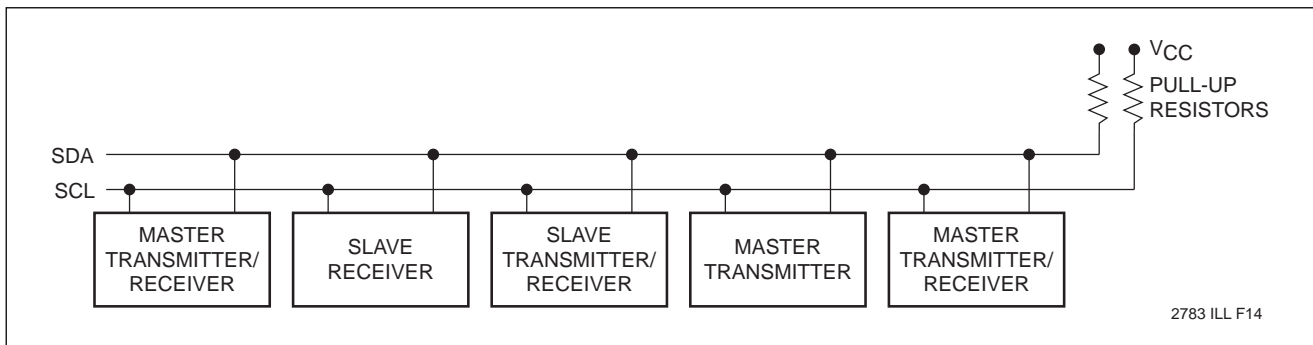 VCC
PULL-UP
RESISTORS
SDA
SCL
MASTER
TRANSMITTER/
RECEIVER
SLAVE
RECEIVER
SLAVE
TRANSMITTER/
RECEIVER
MASTER
TRANSMITTER
MASTER
TRANSMITTER/
RECEIVER
2783 ILL F14